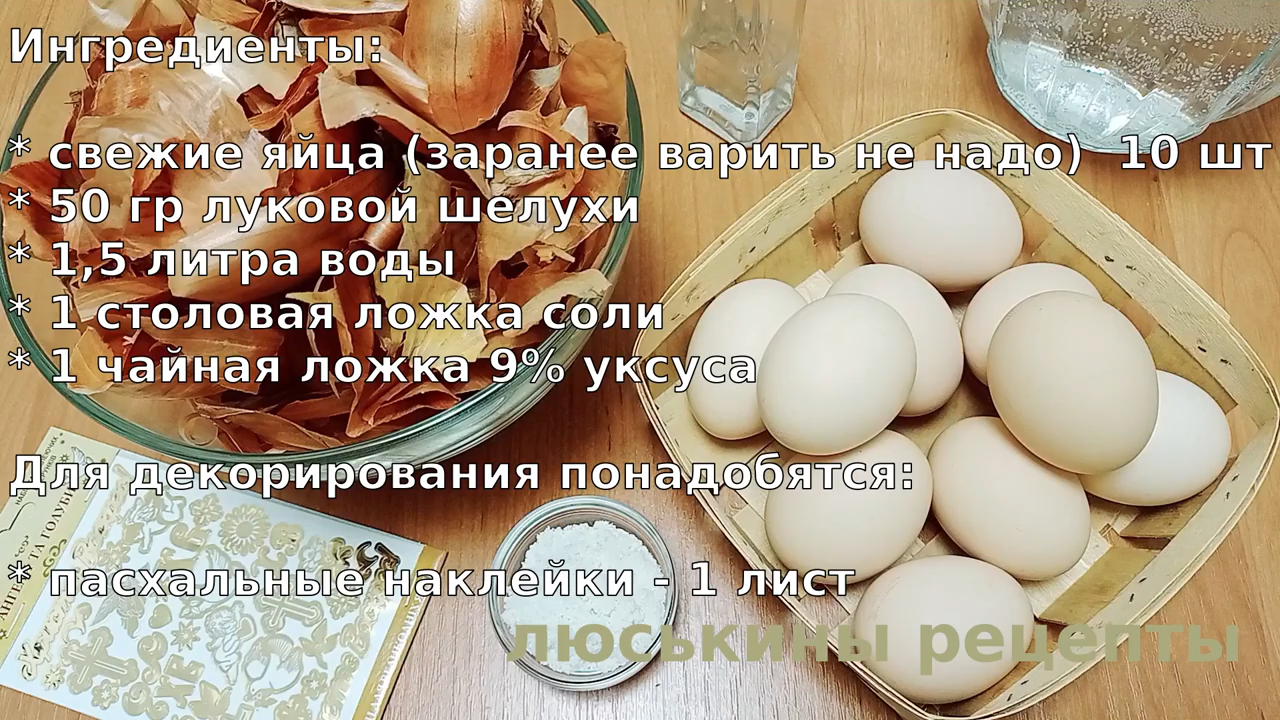 Ингредиенты:
* свежие яйца (заранее варить не надо) 10 шт
* 50 гр луковой шелухи
* 1,5 литра воды
* 1 столовая ложка соли
* 1 чайная ложка 9% уксуса
Для декорирования понадобятся:
* пасхальные наклейки - 1 лист
люськины рецепты